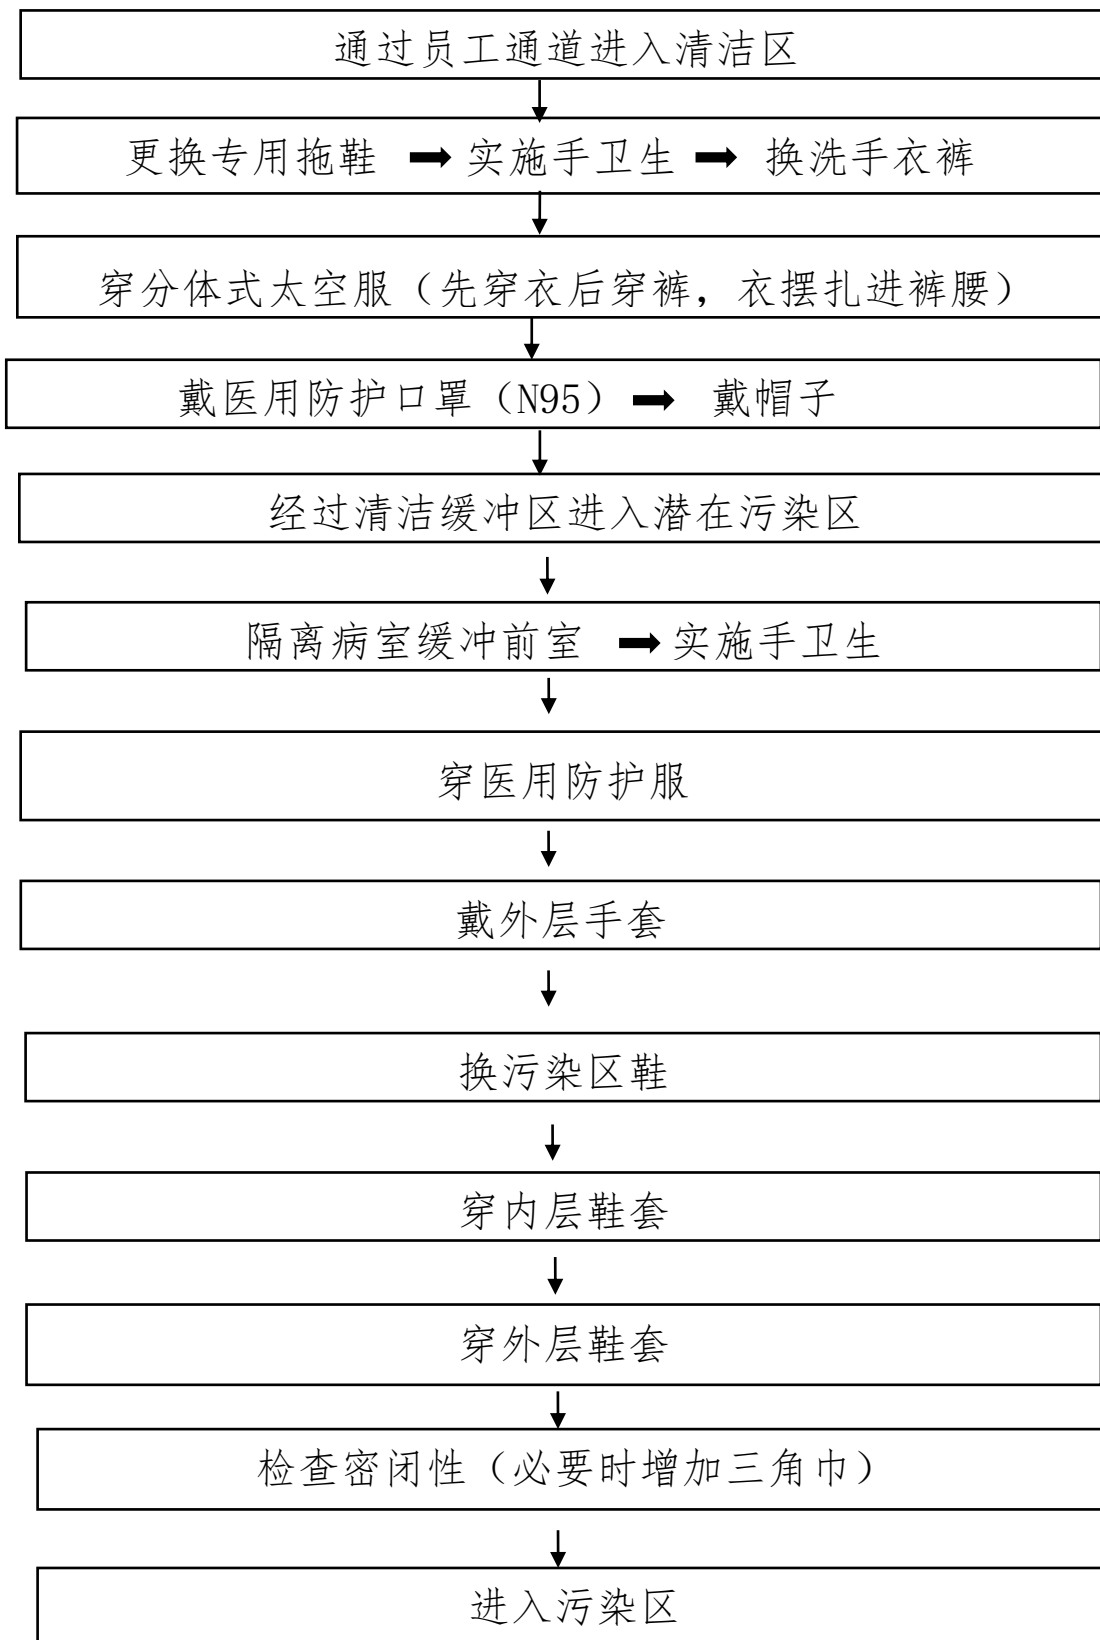 通过员工通道进入清洁区
更换专用拖鞋 ➡ 实施手卫生 ➡ 换洗手衣裤
穿分体式太空服（先穿衣后穿裤，衣摆扎进裤腰）
戴医用防护口罩（N95）➡ 戴帽子
经过清洁缓冲区进入潜在污染区
隔离病室缓冲前室 ➡ 实施手卫生
穿医用防护服
戴外层手套
换污染区鞋
穿内层鞋套
穿外层鞋套
检查密闭性（必要时增加三角巾）
进入污染区